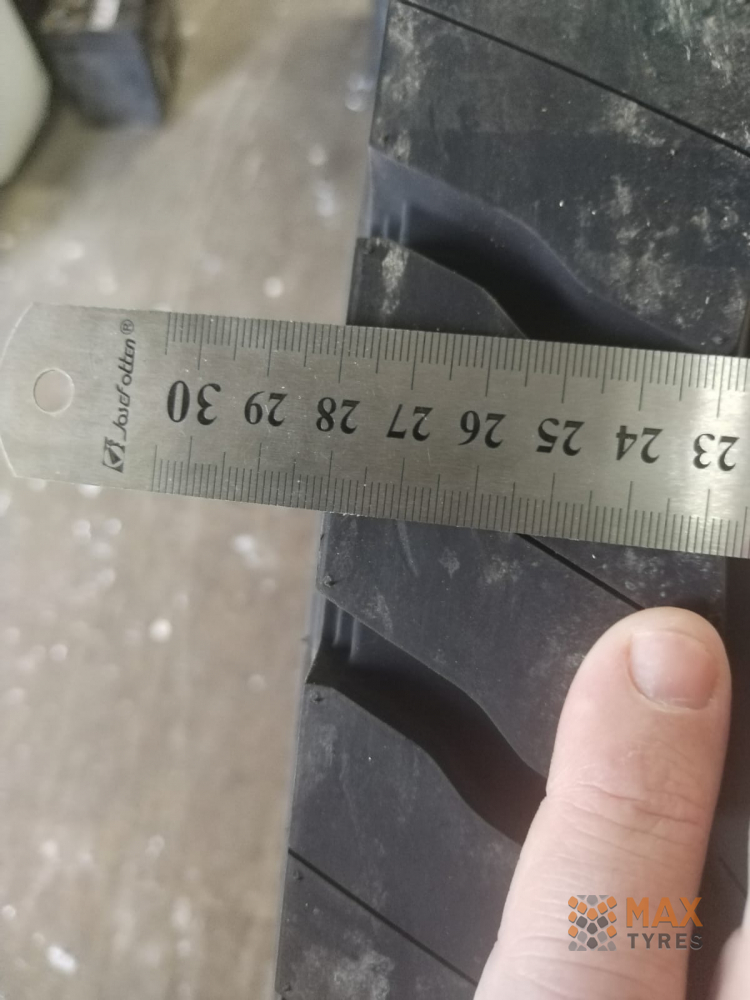 Josef otten®
30 29 28 27 26 25 24 23
MAX
TYRES